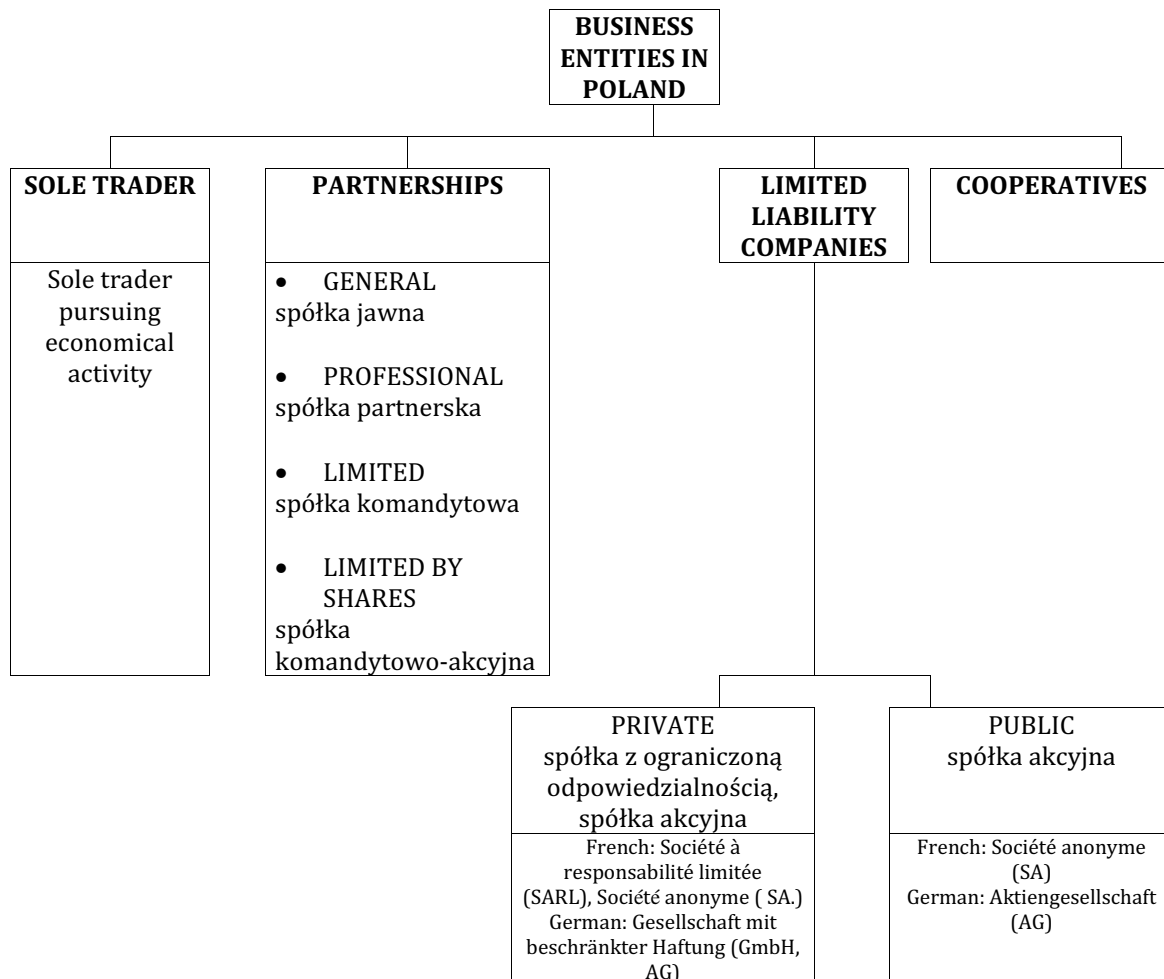 BUSINESS
ENTITIES IN
POLAND
SOLE TRADER
Sole trader
pursuing
economical
activity
PARTNERSHIPS
• GENERAL
spółka jawna
• PROFESSIONAL
spółka partnerska
• LIMITED
spółka komandytowa
• LIMITED BY
SHARES
spółka
komandytowo-akcyjna
LIMITED
LIABILITY
COMPANIES
COOPERATIVES
PRIVATE
spółka z ograniczoną
odpowiedzialnością,
spółka akcyjna
French: Société à
responsabilité limitée
(SARL), Société anonyme ( SA.)
German: Gesellschaft mit
beschränkter Haftung (GmbH,
AG)
PUBLIC
spółka akcyjna
French: Société anonyme
(SA)
German: Aktiengesellschaft
(AG)